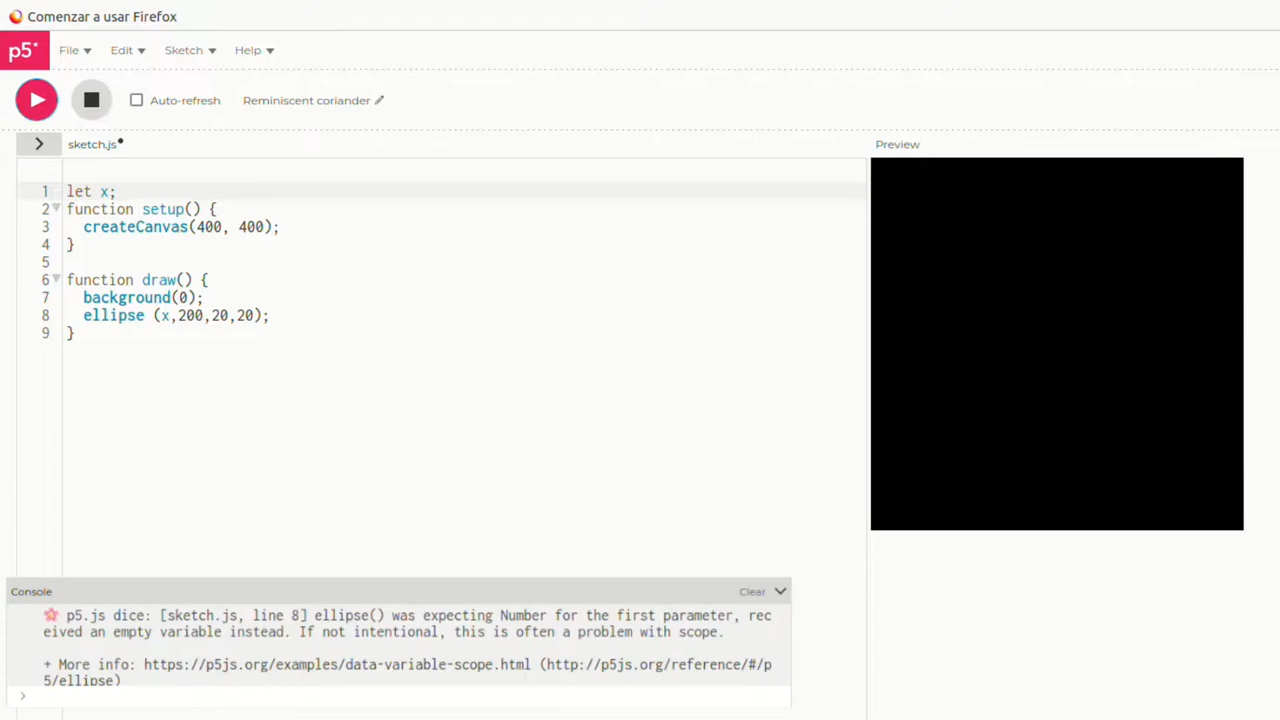 Comenzar a usar Firefox
p5* File Edit Sketch Help
Auto-refresh Reminiscent coriander
sketch.js Preview
1 let x;
2 function setup() {
3 createCanvas(400, 400);
4 }
5
6 function draw() {
7 background(0);
8 ellipse (x,200,20,20);
9 }
Console Clear
🌸 p5.js dice: [sketch.js, line 8] ellipse() was expecting Number for the first parameter, rec
eived an empty variable instead. If not intentional, this is often a problem with scope.
+ More info: https://p5js.org/examples/data-variable-scope.html (http://p5js.org/reference/#/p
5/ellipse)
>